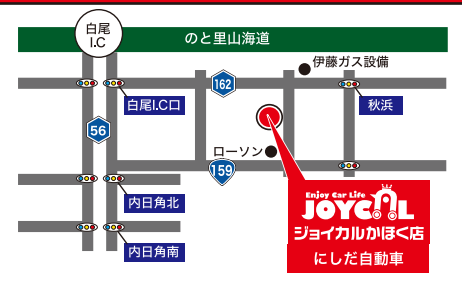 白尾
I.C
のと里山海道
伊藤ガス設備
162
白尾I.C口
秋浜
56
ローソン
159
内日角北
Enjoy Car Life
JOYCAL
ジョイカルかほく店
にしだ自動車
内日角南